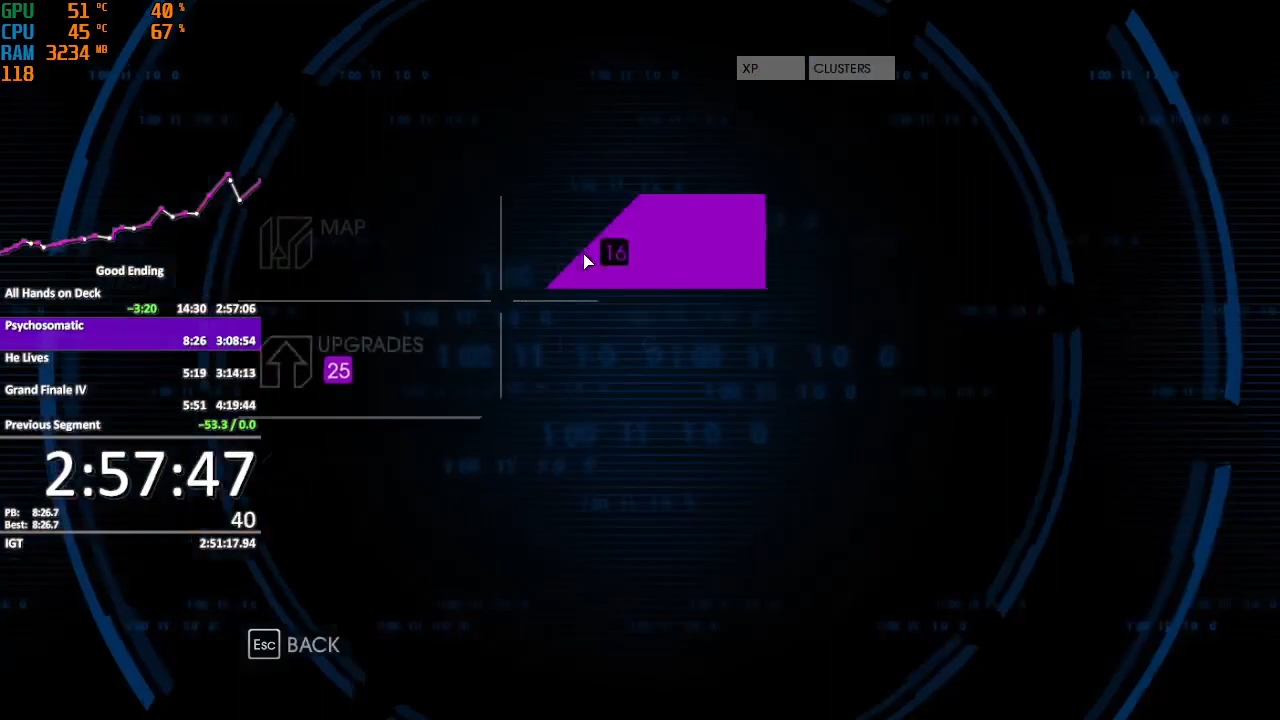 GPU 51 °C 40 %
CPU 45 °C 67 %
RAM 3234 MB
118
XP CLUSTERS
MAP
16
UPGRADES
25
Good Ending
All Hands on Deck
−3:20 14:30 2:57:06
Psychosomatic
8:26 3:08:54
He Lives
5:19 3:14:13
Grand Finale IV
5:51 4:19:44
Previous Segment −53.3 / 0.0
2:57:47
PB: 8:26.7
Best: 8:26.7
40
IGT 2:51:17.94
Esc BACK